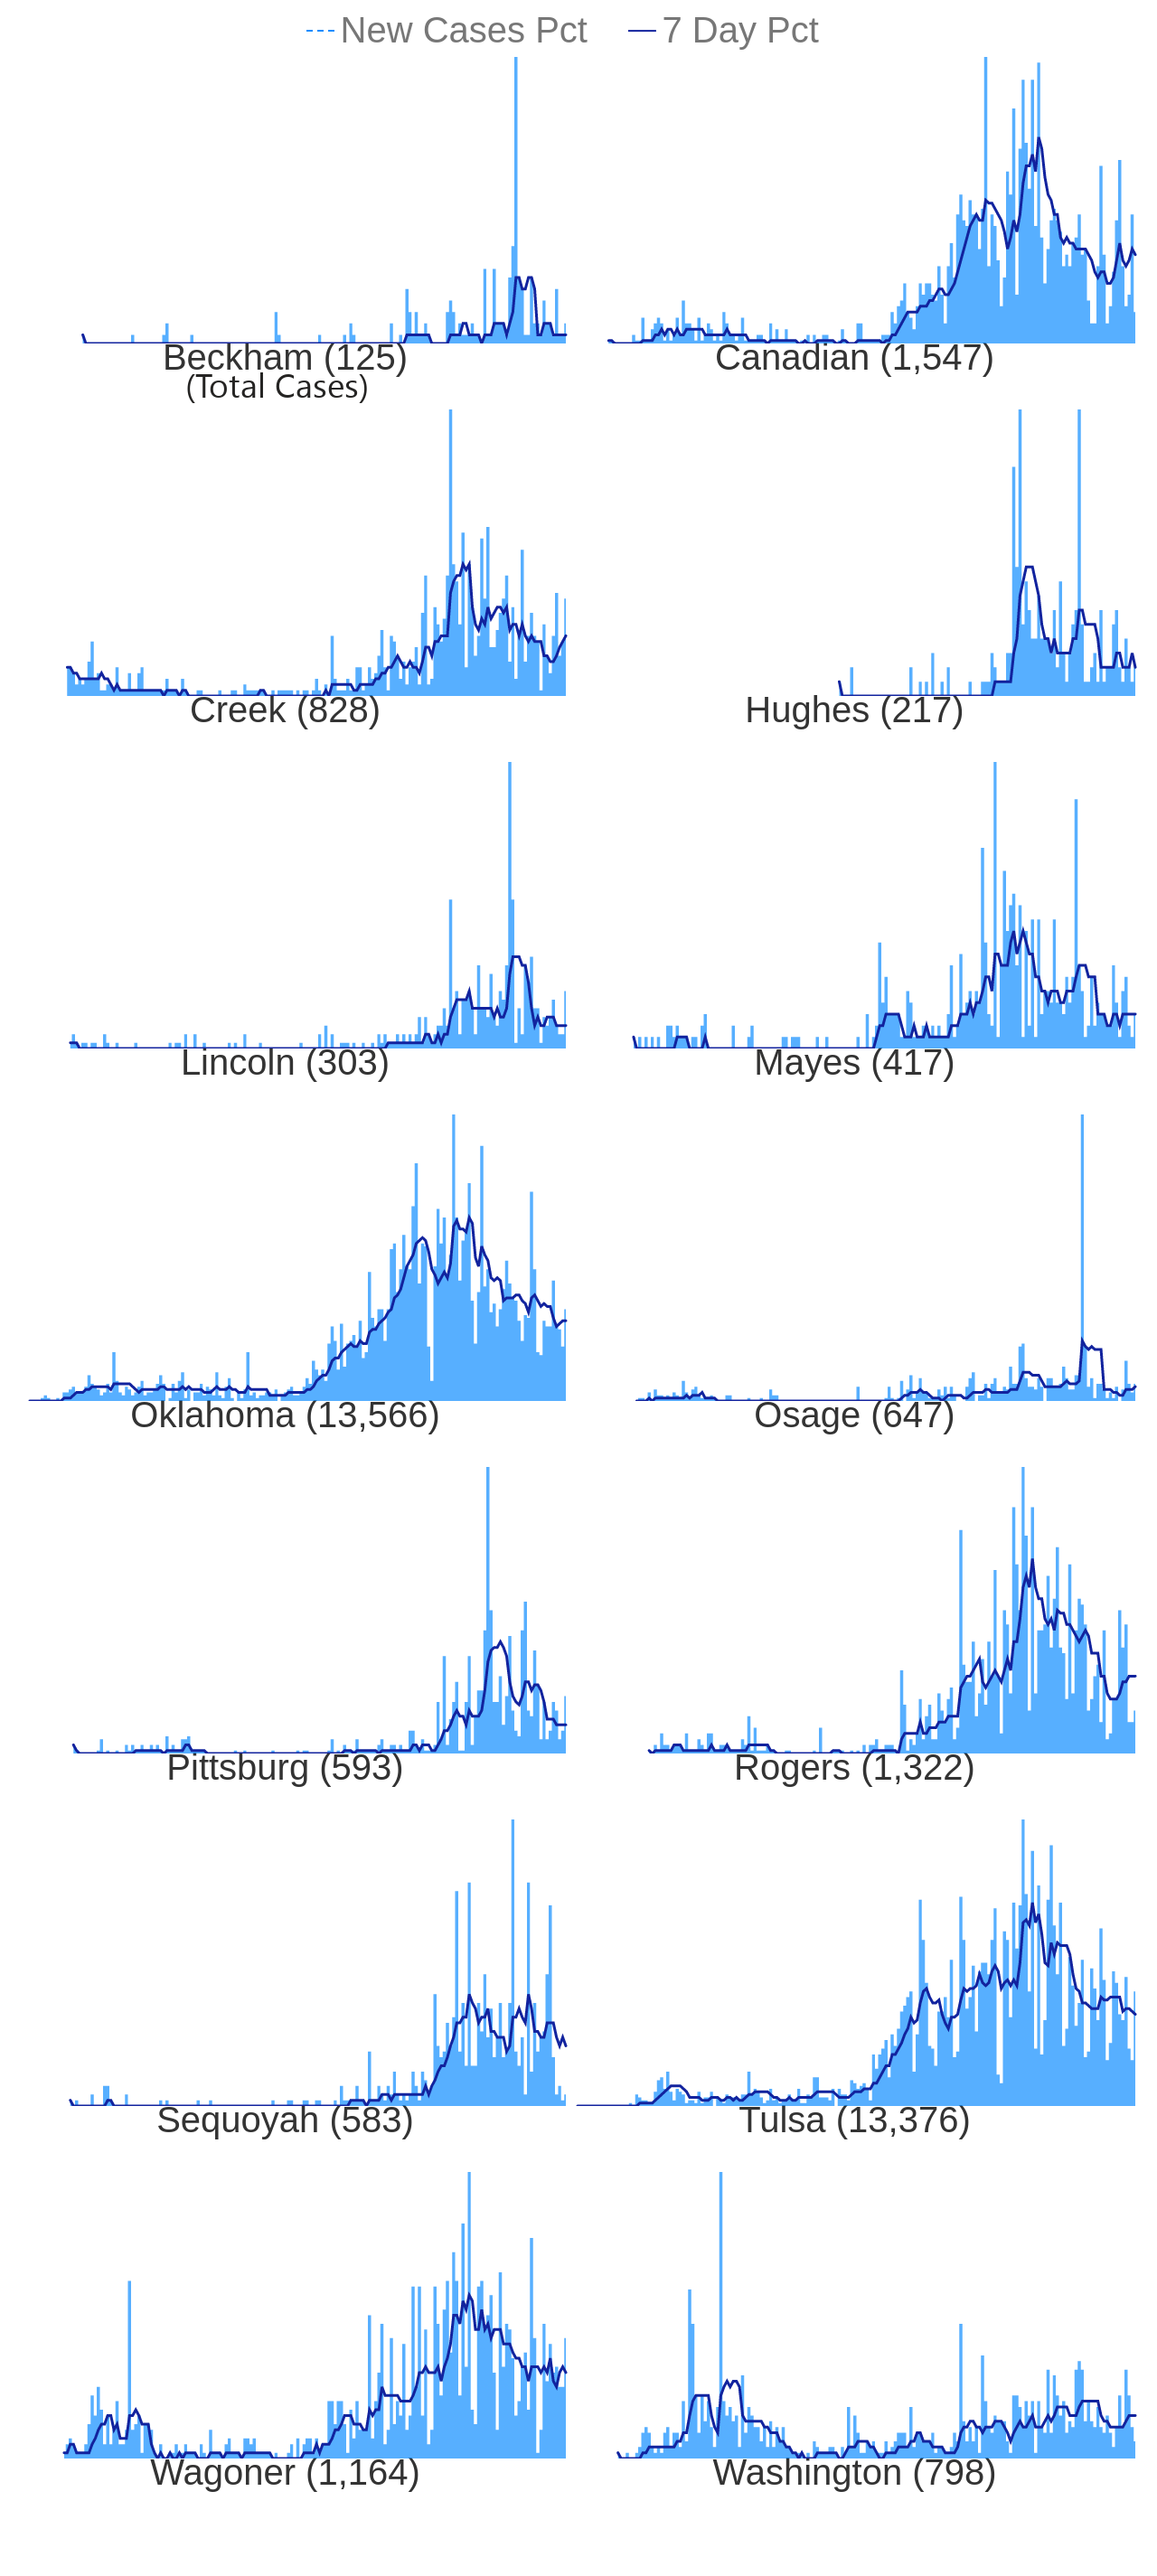 New Cases Pct 7 Day Pct
Beckham (125) Canadian (1,547)
(Total Cases)
Creek (828) Hughes (217)
Lincoln (303) Mayes (417)
Oklahoma (13,566) Osage (647)
Pittsburg (593) Rogers (1,322)
Sequoyah (583) Tulsa (13,376)
Wagoner (1,164) Washington (798)